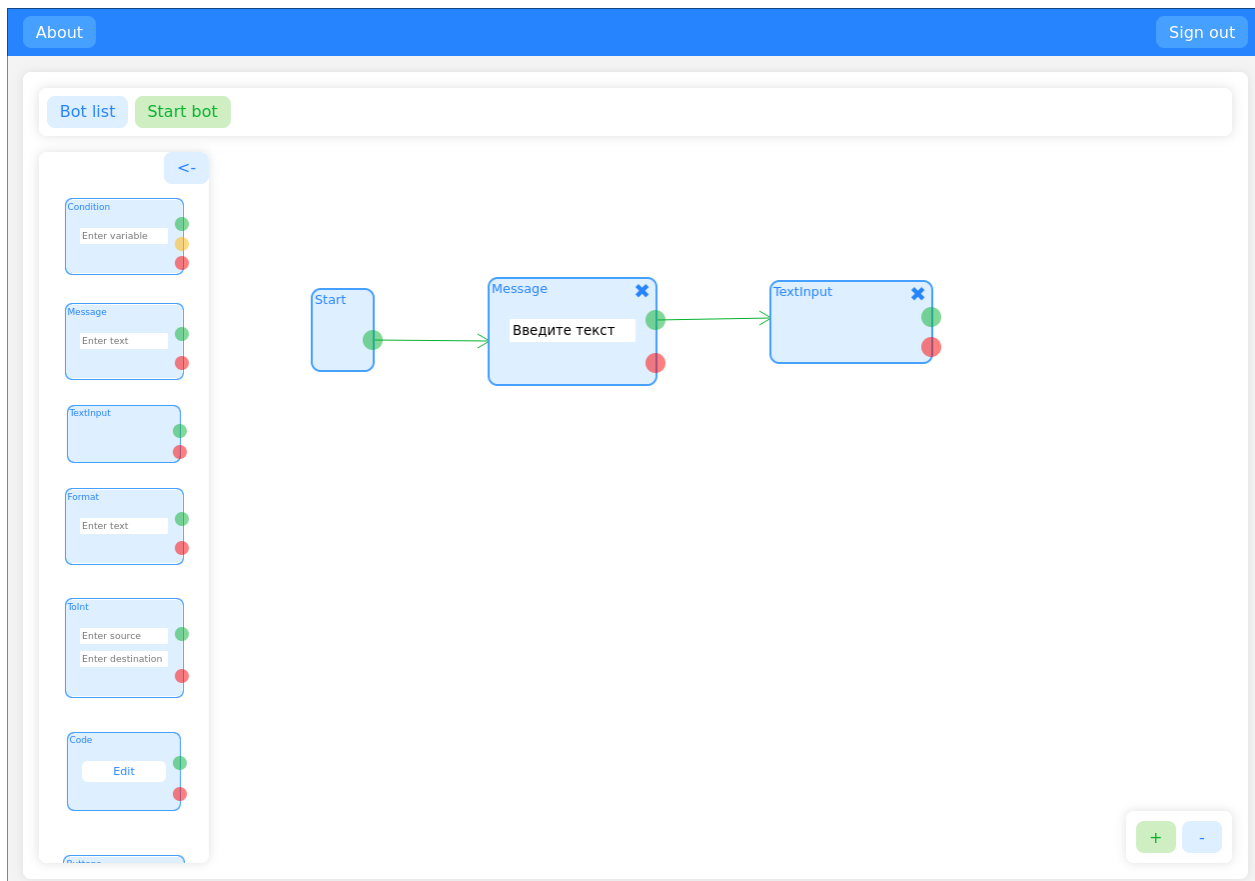 About
Sign out
Bot list
Start bot
<-
Condition
Enter variable
Message
Enter text
TextInput
Format
Enter text
ToInt
Enter source
Enter destination
Code
Edit
Buttons
Start
Message
Введите текст
TextInput
+
-